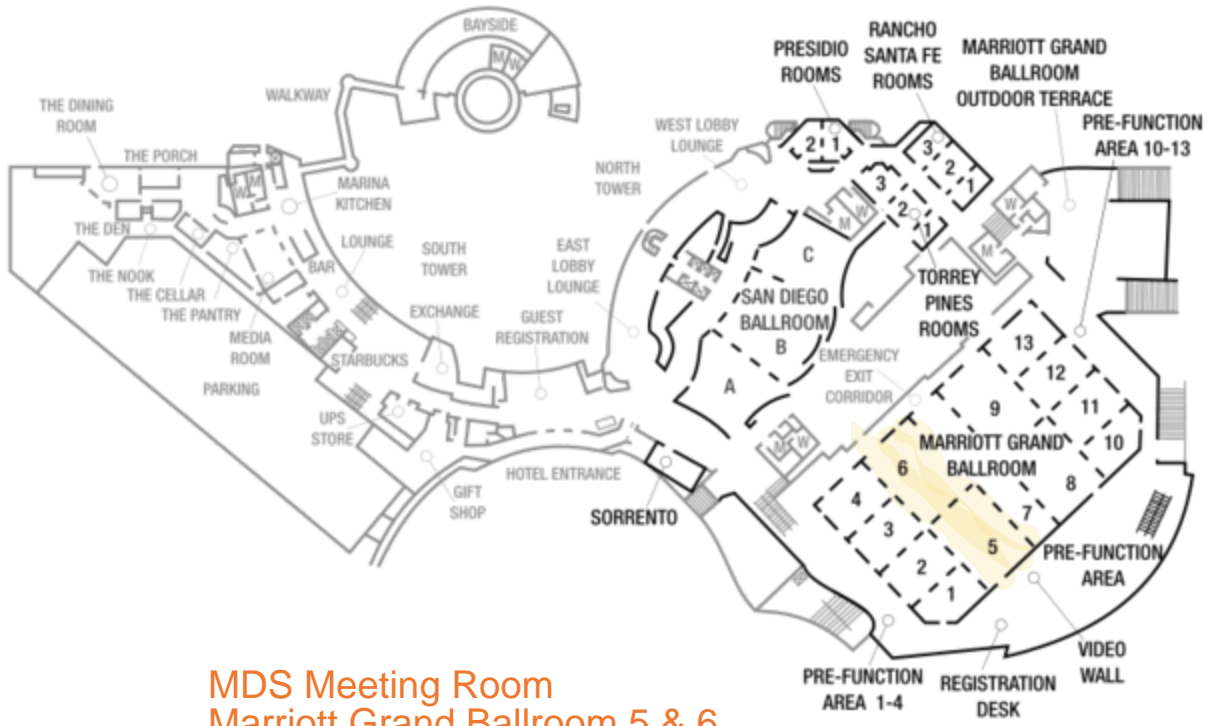 BAYSIDE
M W
WALKWAY
THE DINING
ROOM
THE PORCH
W M
MARINA
KITCHEN
THE DEN
THE NOOK
THE CELLAR
THE PANTRY
BAR
LOUNGE
MEDIA
ROOM
STARBUCKS
PARKING
SOUTH
TOWER
EXCHANGE
UPS
STORE
GIFT
SHOP
GUEST
REGISTRATION
HOTEL ENTRANCE
EAST
LOBBY
LOUNGE
NORTH
TOWER
WEST LOBBY
LOUNGE
PRESIDIO
ROOMS
2 1
RANCHO
SANTA FE
ROOMS
3
2
1
MARRIOTT GRAND
BALLROOM
OUTDOOR TERRACE
PRE-FUNCTION
AREA 10-13
3
2
1
TORREY
PINES
ROOMS
M W
W
M
C
SAN DIEGO
BALLROOM
B
A
EMERGENCY
EXIT
CORRIDOR
M W
SORRENTO
13
12
11
10
9
MARRIOTT GRAND
BALLROOM
8
7
6
5
4
3
2
1
PRE-FUNCTION
AREA
VIDEO
WALL
REGISTRATION
DESK
PRE-FUNCTION
AREA 1-4
MDS Meeting Room
Marriott Grand Ballroom 5 & 6